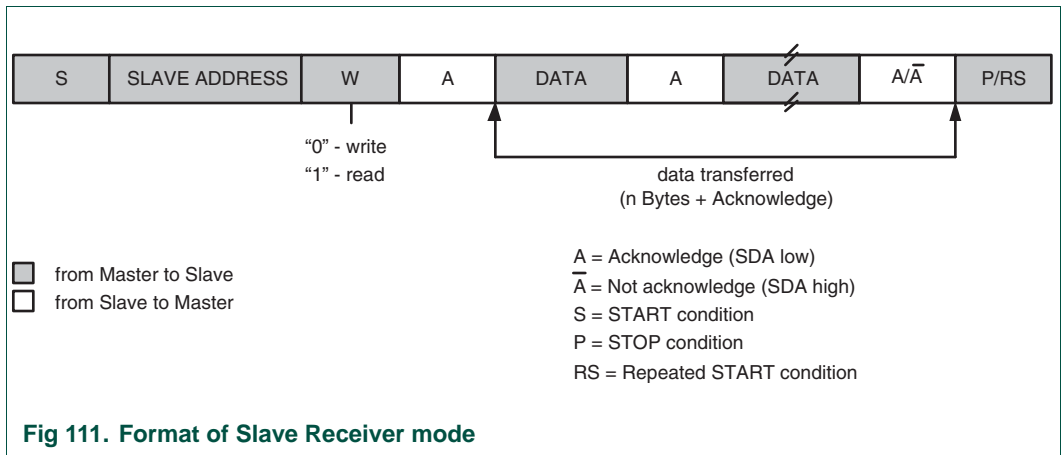 S SLAVE ADDRESS W A DATA A DATA A/A̅ P/RS
“0” - write
“1” - read
data transferred
(n Bytes + Acknowledge)
from Master to Slave
from Slave to Master
A = Acknowledge (SDA low)
A̅ = Not acknowledge (SDA high)
S = START condition
P = STOP condition
RS = Repeated START condition
Fig 111. Format of Slave Receiver mode